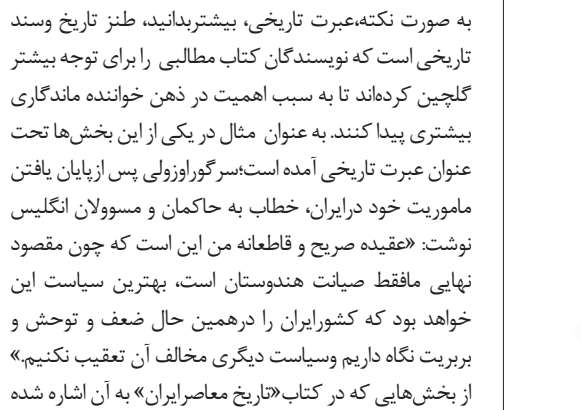 به صورت نکته،عبرت تاریخی، بیشتربدانید، طنز تاریخ وسند
تاریخی است که نویسندگان کتاب مطالبی را برای توجه بیشتر
گلچین کرده‌اند تا به سبب اهمیت در ذهن خواننده ماندگاری
بیشتری پیدا کنند. به عنوان مثال در یکی از این بخش‌ها تحت
عنوان عبرت تاریخی آمده است؛سر گوراوزولی پس ازپایان یافتن
ماموریت خود درایران، خطاب به حاکمان و مسوولان انگلیس
نوشت: «عقیده صریح و قاطعانه من این است که چون مقصود
نهایی مافقط صیانت هندوستان است، بهترین سیاست این
خواهد بود که کشورایران را درهمین حال ضعف و توحش و
بربریت نگاه داریم وسیاست دیگری مخالف آن تعقیب نکنیم.»
از بخش‌هایی که در کتاب«تاریخ معاصرایران» به آن اشاره شده